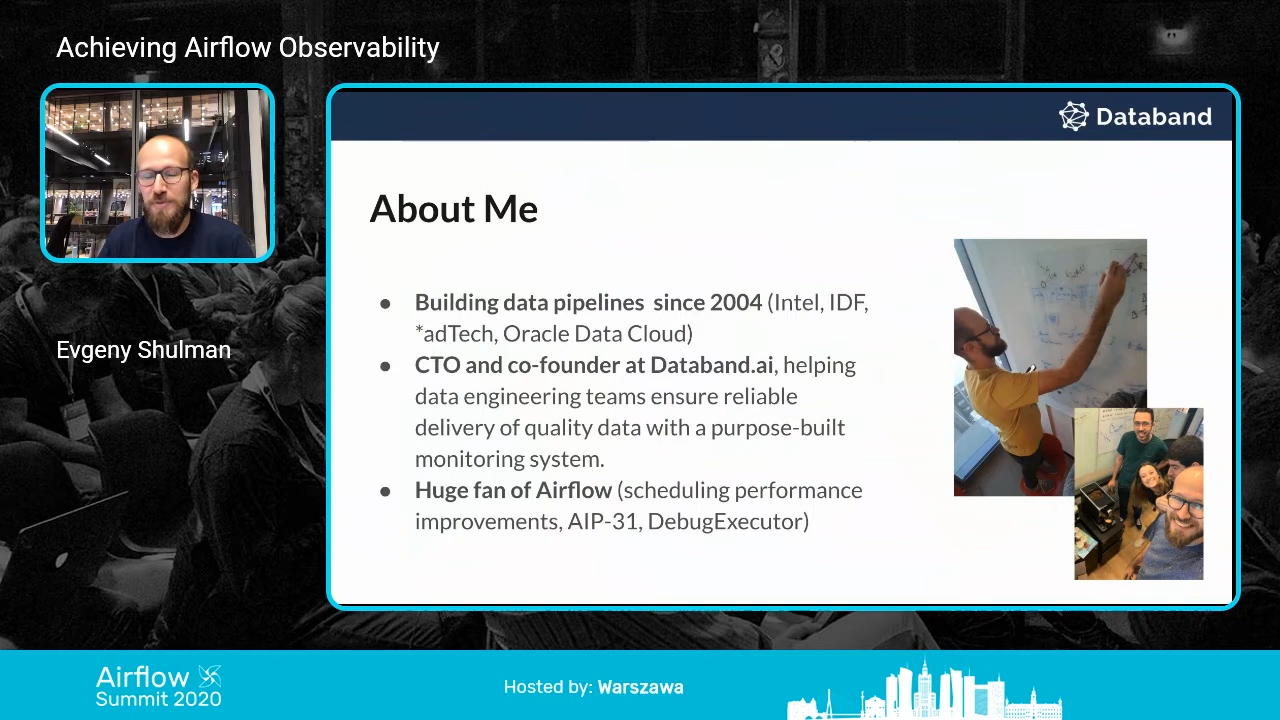 Achieving Airflow Observability
Databand
About Me
Evgeny Shulman
● Building data pipelines  since 2004 (Intel, IDF,
*adTech, Oracle Data Cloud)
● CTO and co-founder at Databand.ai, helping
data engineering teams ensure reliable
delivery of quality data with a purpose-built
monitoring system.
● Huge fan of Airflow (scheduling performance
improvements, AIP-31, DebugExecutor)
Airflow
Summit 2020
Hosted by: Warszawa